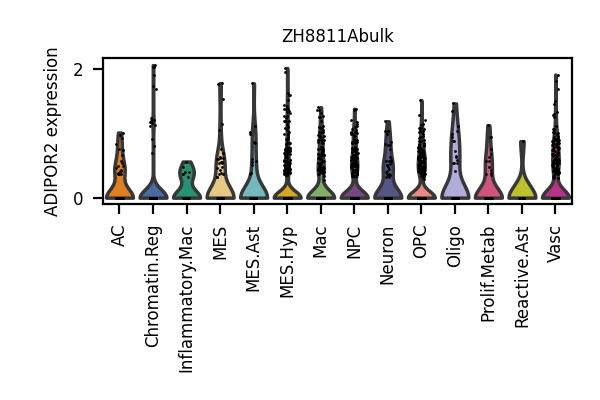 ZH8811Abulk
ADIPOR2 expression
2
0
AC
Chromatin.Reg
Inflammatory.Mac
MES
MES.Ast
MES.Hyp
Mac
NPC
Neuron
OPC
Oligo
Prolif.Metab
Reactive.Ast
Vasc